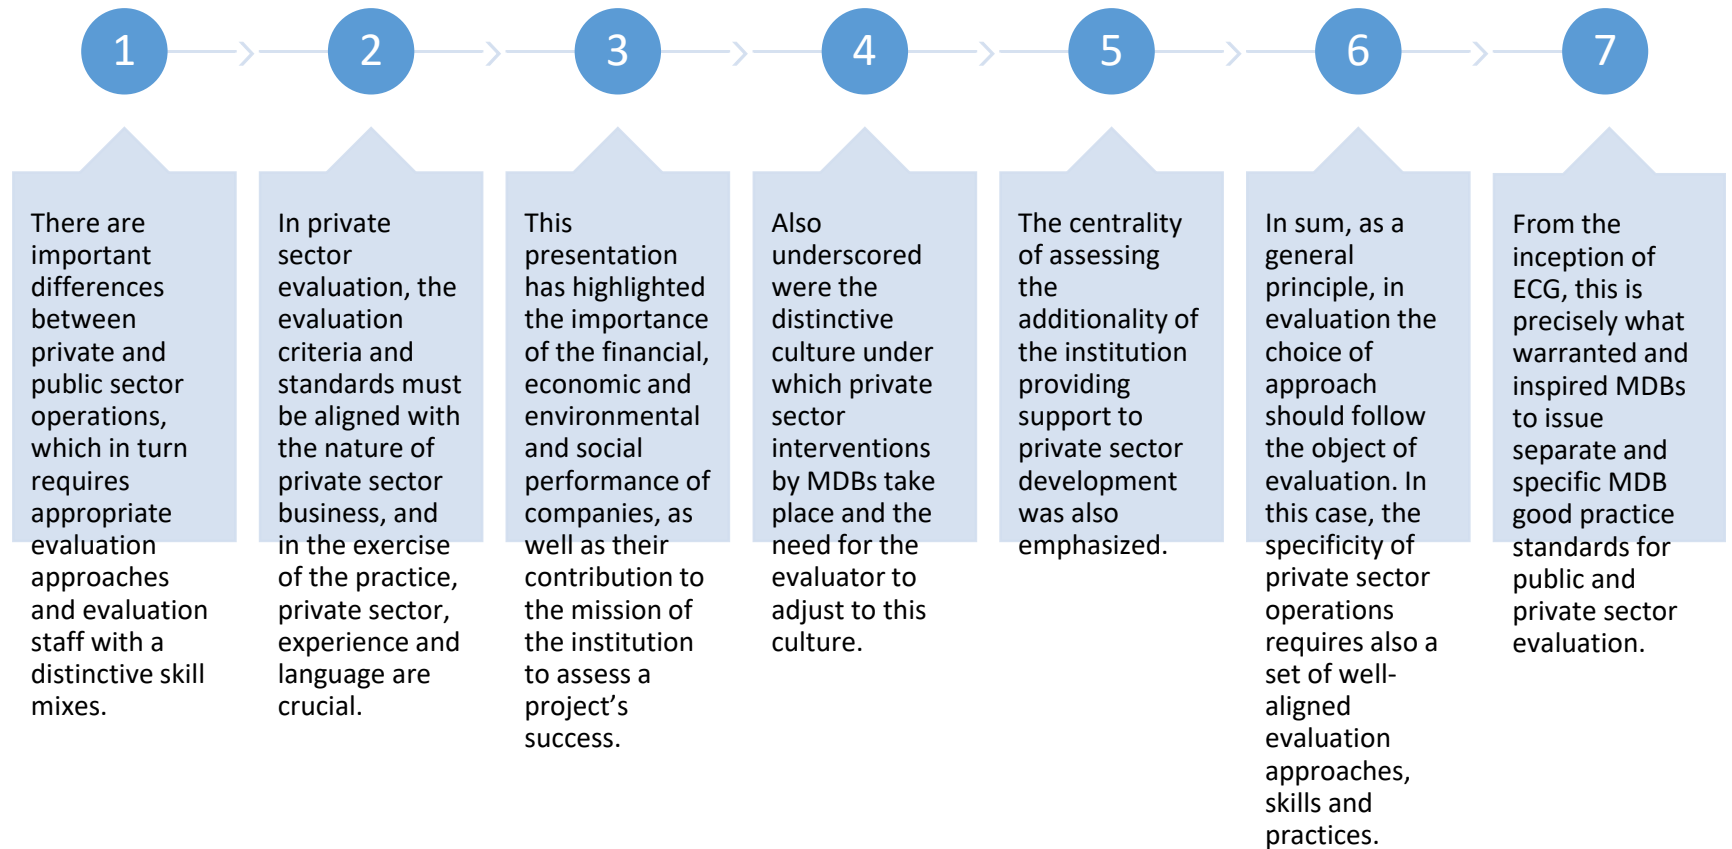 1
2
3
4
5
6
7
There are
important
differences
between
private and
public sector
operations,
which in turn
requires
appropriate
evaluation
approaches
and evaluation
staff with a
distinctive skill
mixes.
In private
sector
evaluation, the
evaluation
criteria and
standards must
be aligned with
the nature of
private sector
business, and
in the exercise
of the practice,
private sector,
experience and
language are
crucial.
This
presentation
has highlighted
the importance
of the financial,
economic and
environmental
and social
performance of
companies, as
well as their
contribution to
the mission of
the institution
to assess a
project’s
success.
Also
underscored
were the
distinctive
culture under
which private
sector
interventions
by MDBs take
place and the
need for the
evaluator to
adjust to this
culture.
The centrality
of assessing
the
additionality of
the institution
providing
support to
private sector
development
was also
emphasized.
In sum, as a
general
principle, in
evaluation the
choice of
approach
should follow
the object of
evaluation. In
this case, the
specificity of
private sector
operations
requires also a
set of well-
aligned
evaluation
approaches,
skills and
practices.
From the
inception of
ECG, this is
precisely what
warranted and
inspired MDBs
to issue
separate and
specific MDB
good practice
standards for
public and
private sector
evaluation.